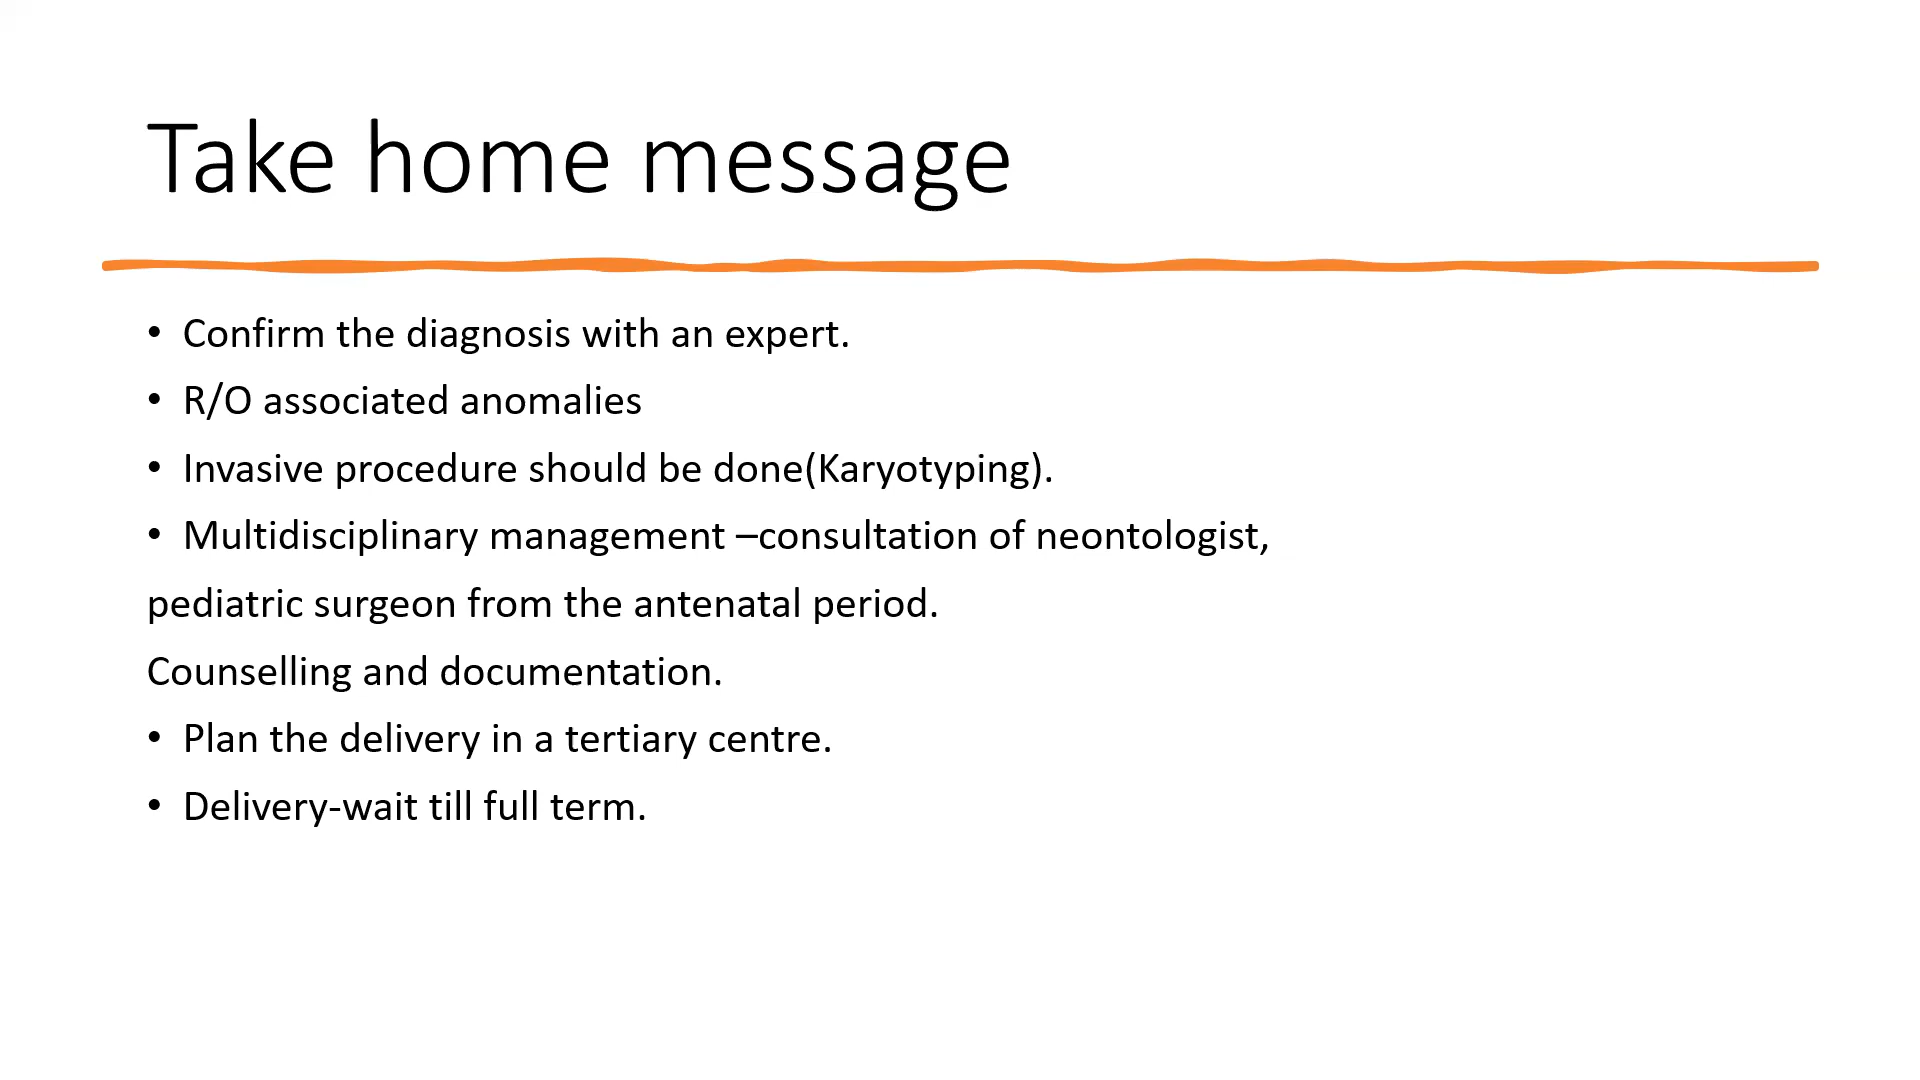 Take home message
• Confirm the diagnosis with an expert.
• R/O associated anomalies
• Invasive procedure should be done(Karyotyping).
• Multidisciplinary management –consultation of neontologist,
pediatric surgeon from the antenatal period.
Counselling and documentation.
• Plan the delivery in a tertiary centre.
• Delivery-wait till full term.